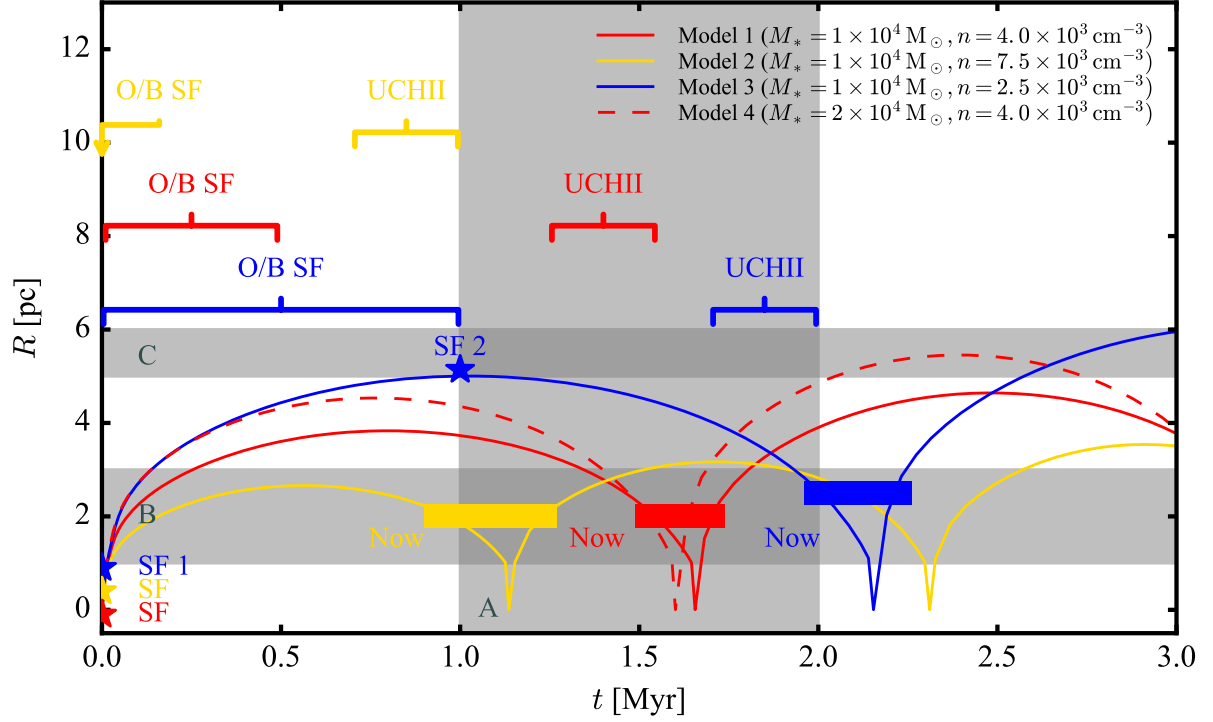 12
10
8
6
4
2
0
R [pc]
Model 1 (M_* = 1 × 10^4 M_⊙, n = 4.0 × 10^3 cm^−3)
Model 2 (M_* = 1 × 10^4 M_⊙, n = 7.5 × 10^3 cm^−3)
Model 3 (M_* = 1 × 10^4 M_⊙, n = 2.5 × 10^3 cm^−3)
Model 4 (M_* = 2 × 10^4 M_⊙, n = 4.0 × 10^3 cm^−3)
O/B SF
UCHII
O/B SF
UCHII
O/B SF
UCHII
C
SF 2
B
Now
Now
Now
SF 1
SF
SF
A
0.0
0.5
1.0
1.5
2.0
2.5
3.0
t [Myr]